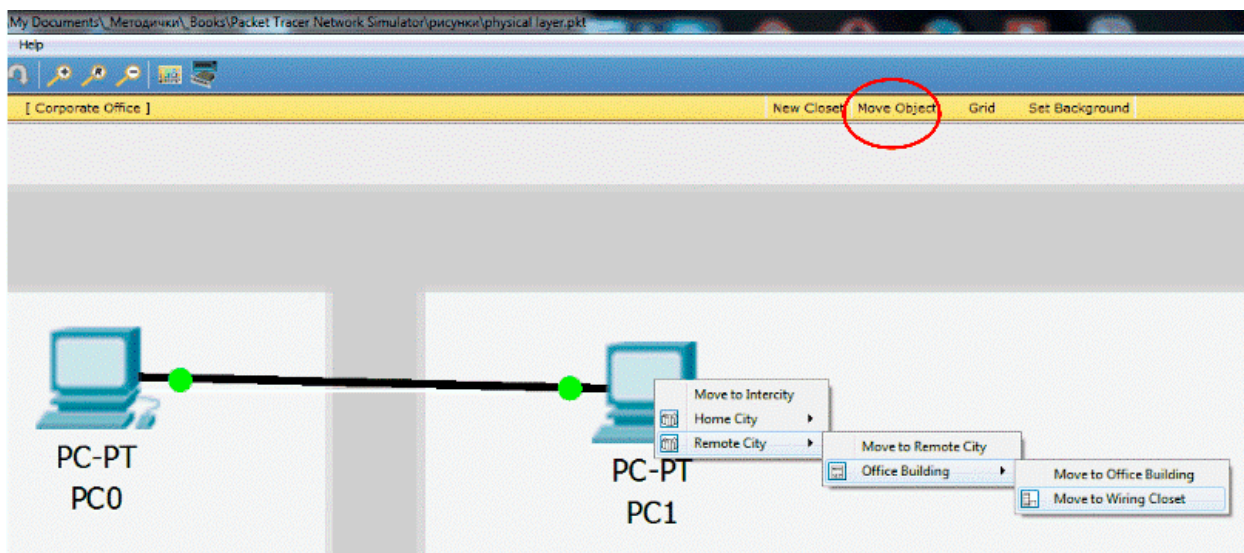 My Documents\_Методички\_Books\Packet Tracer Network Simulator\рисунки\physical layer.pkt
Help
[ Corporate Office ] New Closet Move Object Grid Set Background
Move to Intercity
Home City
Remote City
Move to Remote City
Office Building
Move to Office Building
Move to Wiring Closet
PC-PT
PC0
PC-PT
PC1